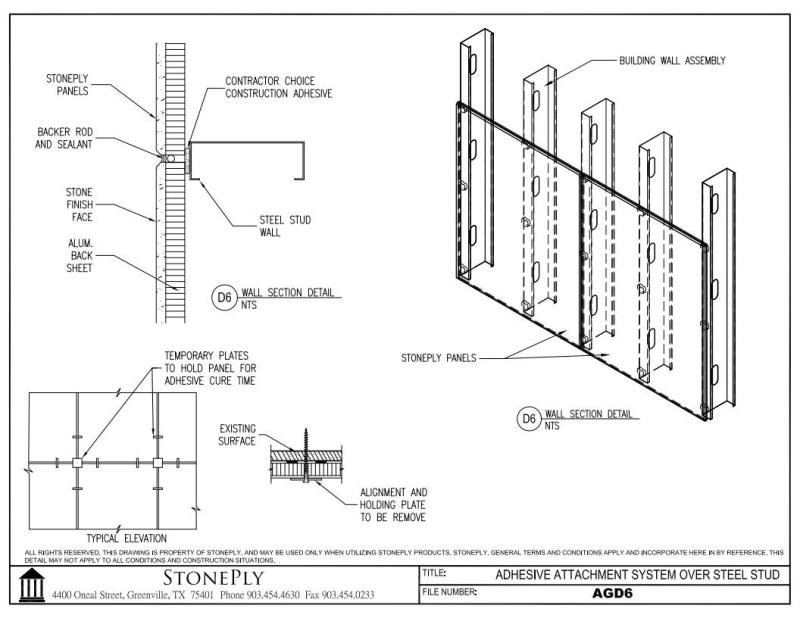 STONEPLY
PANELS
CONTRACTOR CHOICE
CONSTRUCTION ADHESIVE
BACKER ROD
AND SEALANT
STONE
FINISH
FACE
STEEL STUD
WALL
ALUM.
BACK
SHEET
D6 WALL SECTION DETAIL
NTS
BUILDING WALL ASSEMBLY
STONEPLY PANELS
D6 WALL SECTION DETAIL
NTS
TEMPORARY PLATES
TO HOLD PANEL FOR
ADHESIVE CURE TIME
TYPICAL ELEVATION
EXISTING
SURFACE
ALIGNMENT AND
HOLDING PLATE
TO BE REMOVE
ALL RIGHTS RESERVED, THIS DRAWING IS PROPERTY OF STONEPLY. AND MAY BE USED ONLY WHEN UTILIZING STONEPLY PRODUCTS, STONEPLY. GENERAL TERMS AND CONDITIONS APPLY AND INCORPORATE HERE IN BY REFERENCE. THIS
DETAIL MAY NOT APPLY TO ALL CONDITIONS AND CONSTRUCTION SITUATIONS.
STONEPLY
4400 Oneal Street, Greenville, TX 75401 Phone 903.454.4630 Fax 903.454.0233
TITLE: ADHESIVE ATTACHMENT SYSTEM OVER STEEL STUD
FILE NUMBER: AGD6